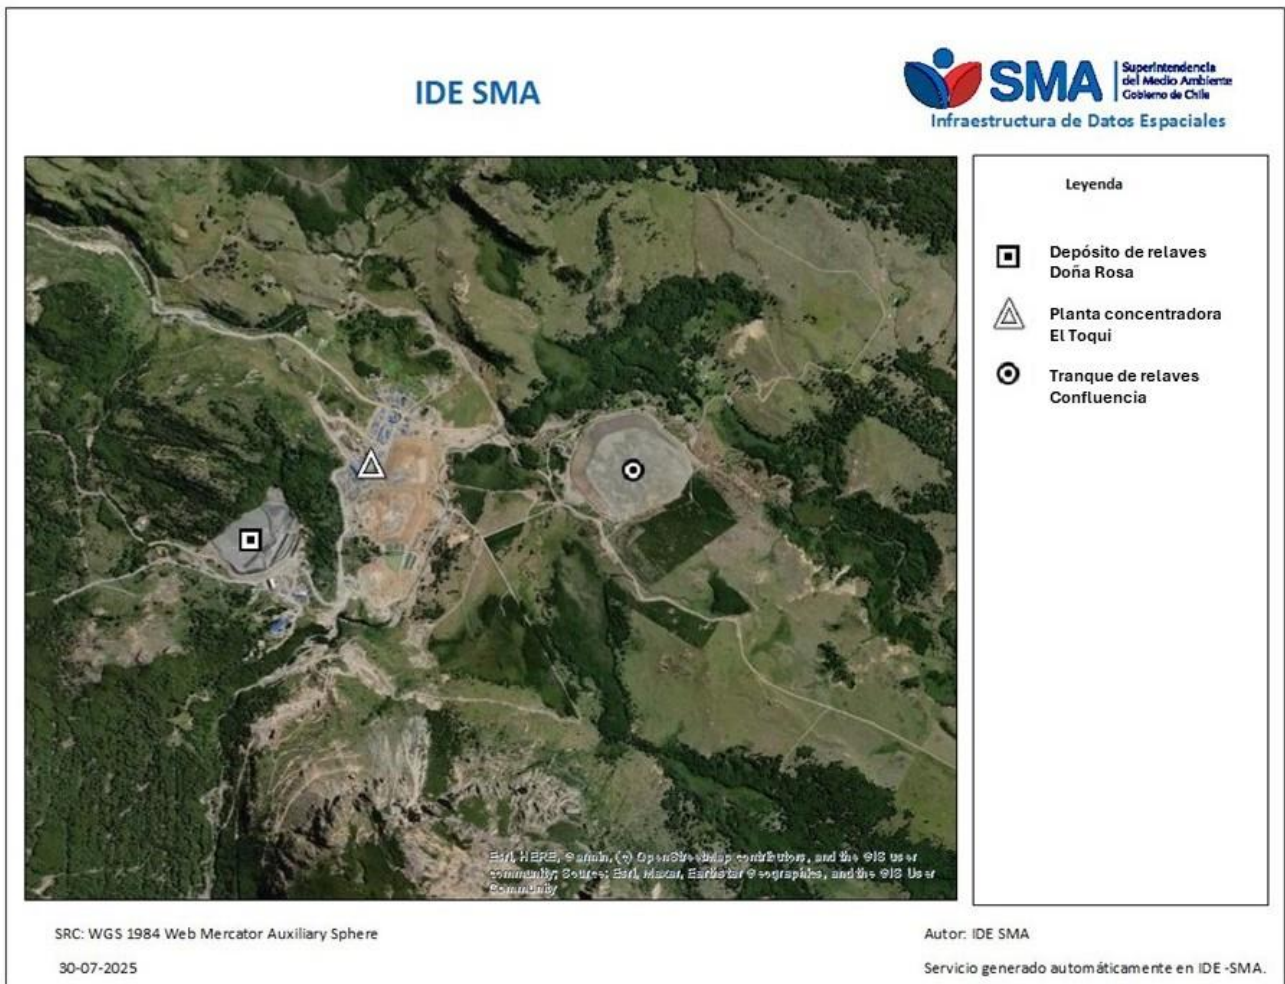 IDE SMA
SMA
Superintendencia
del Medio Ambiente
Gobierno de Chile
Infraestructura de Datos Espaciales
Leyenda
Depósito de relaves
Doña Rosa
Planta concentradora
El Toqui
Tranque de relaves
Confluencia
Esri, HERE, Garmin, (c) OpenStreetMap contributors, and the GIS user
community; Source: Esri, Maxar, Earthstar Geographics, and the GIS User
Community
SRC: WGS 1984 Web Mercator Auxiliary Sphere
30-07-2025
Autor: IDE SMA
Servicio generado automáticamente en IDE -SMA.